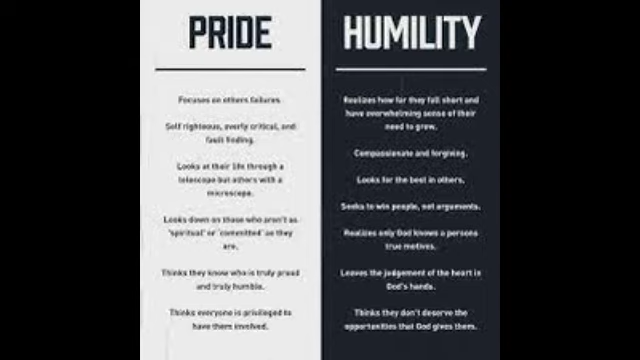 PRIDE
Focuses on others failures.
Self righteous, overly critical, and
fault finding.
Looks at their life through a
telescope but others with a
microscope.
Looks down on those who aren't as
'spiritual' or 'committed' as they
are.
Thinks they know who is truly proud
and truly humble.
Thinks everyone is privileged to
have them involved.
HUMILITY
Realizes how far they fall short and
have overwhelming sense of their
need to grow.
Compassionate and forgiving.
Looks for the best in others.
Seeks to win people, not arguments.
Realizes only God knows a persons
true motives.
Leaves the judgement of the heart in
God's hands.
Thinks they don't deserve the
opportunities that God gives them.